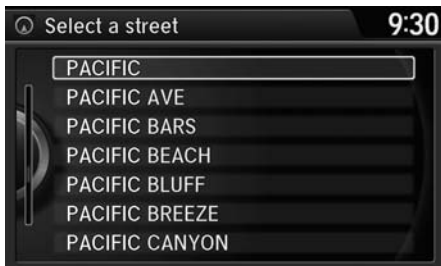 Select a street
9:30
PACIFIC
PACIFIC AVE
PACIFIC BARS
PACIFIC BEACH
PACIFIC BLUFF
PACIFIC BREEZE
PACIFIC CANYON